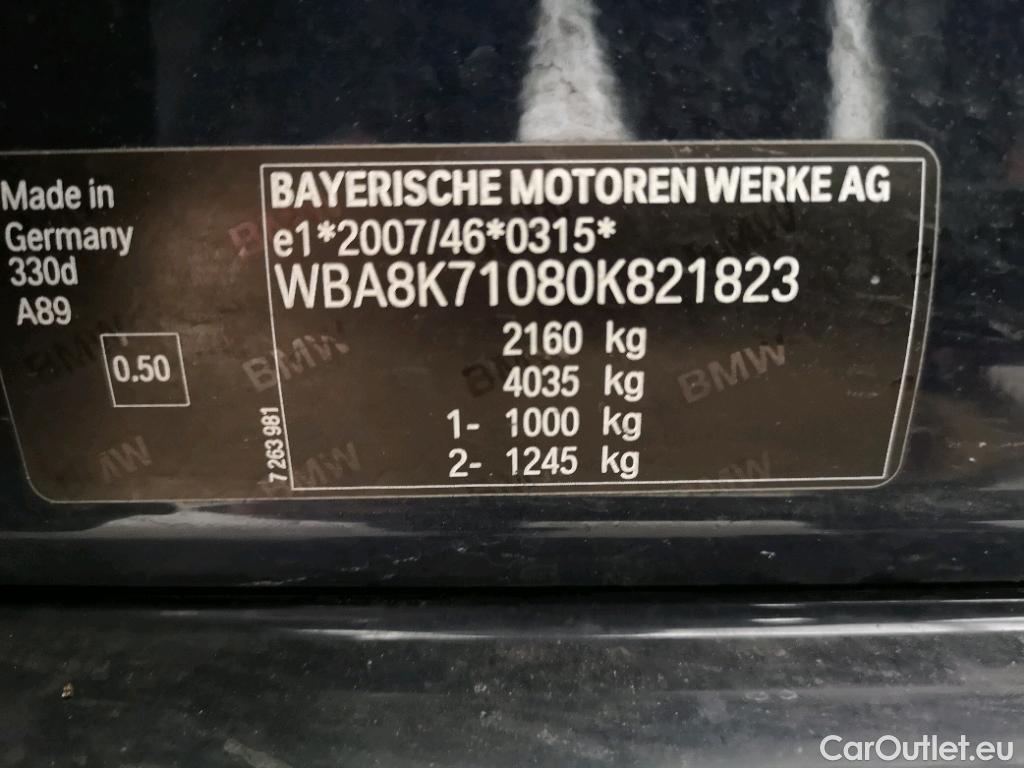 Made in
Germany
330d
A89
0.50
7 263 981
BAYERISCHE MOTOREN WERKE AG
e1*2007/46*0315*
WBA8K71080K821823
2160 kg
4035 kg
1- 1000 kg
2- 1245 kg
BMW
BMW
BMW
BMW
CarOutlet.eu